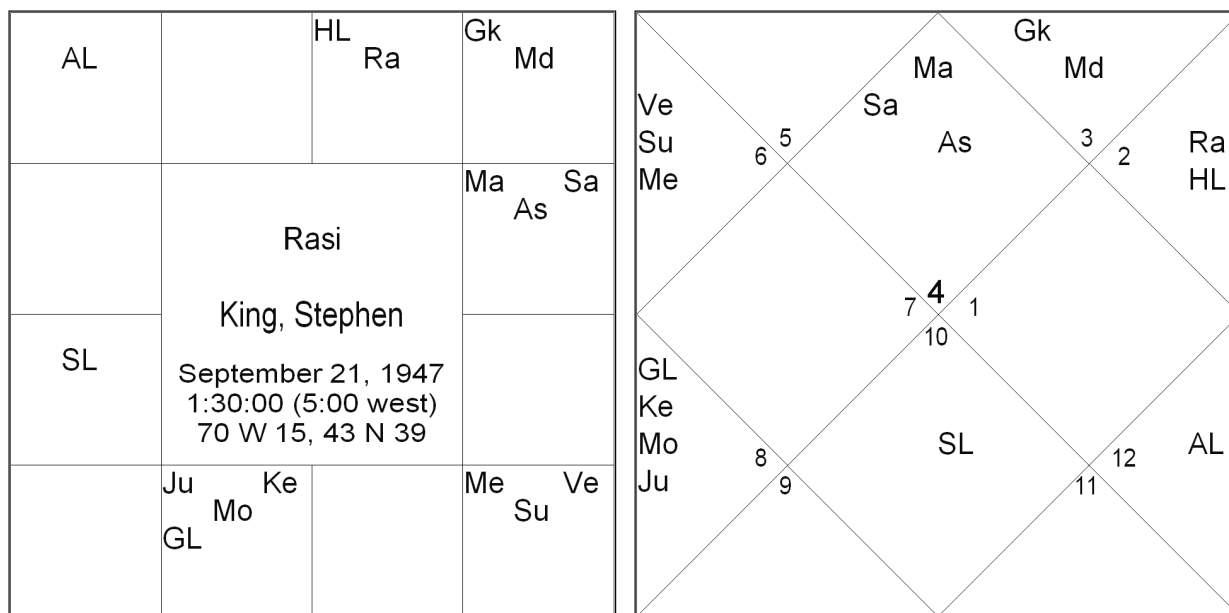 HL
Gk
AL
Ra
Md
Ma Sa
As
Rasi
King, Stephen
SL
September 21, 1947
1:30:00 (5:00 west)
70 W 15, 43 N 39
Ju Ke
Mo
GL
Me Ve
Su
Gk
Ma
Md
Ve
Sa
Su
5
As
3
Ra
6
2
Me
HL
4
7
1
10
GL
Ke
Mo
SL
8
12
AL
Ju
9
11